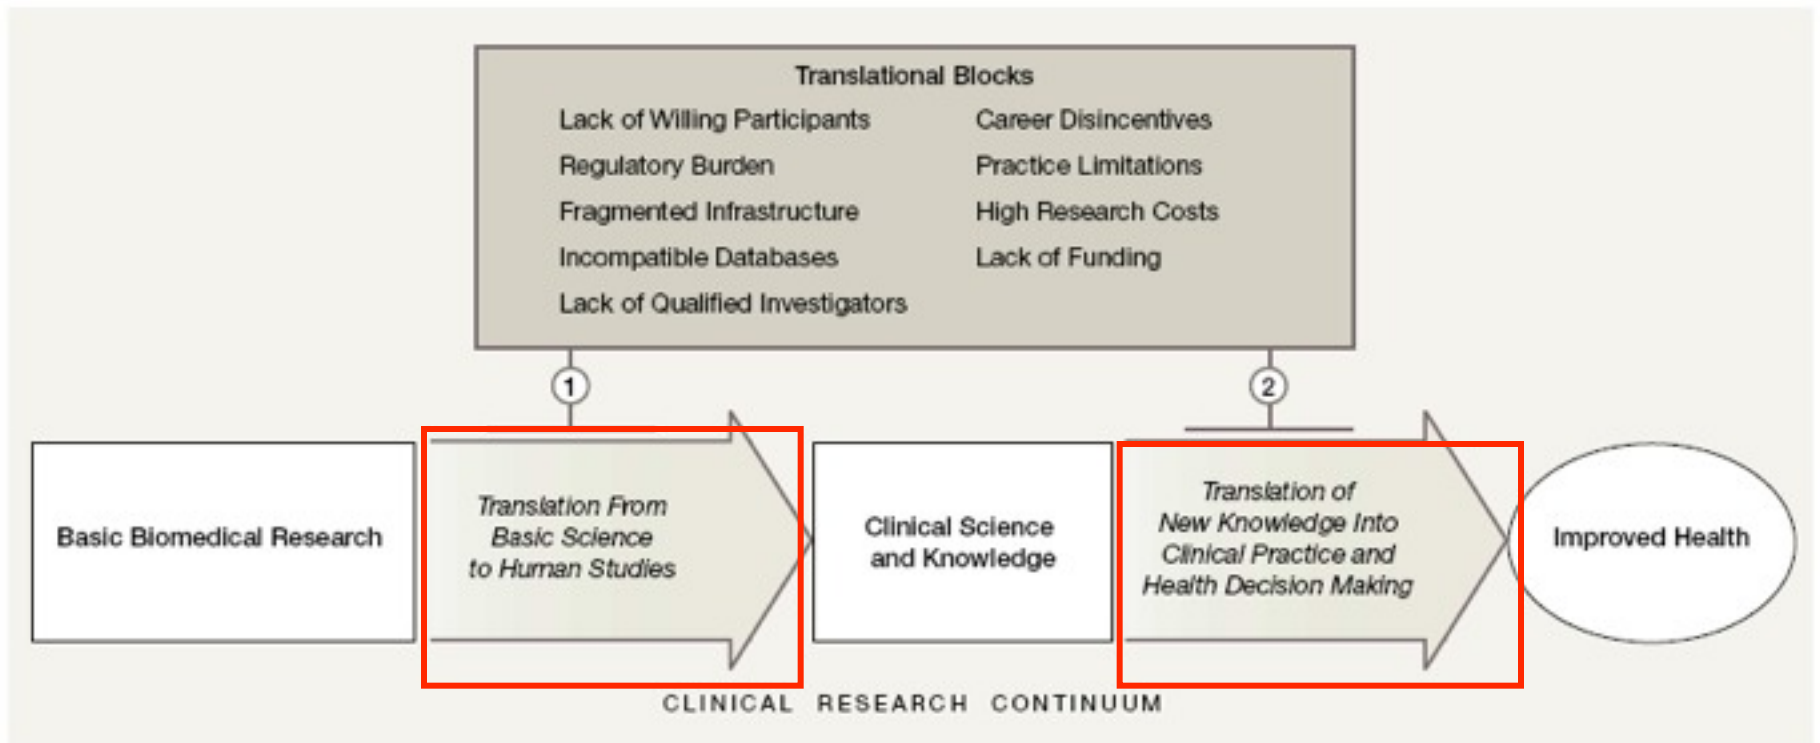 Translational Blocks
Lack of Willing Participants
Regulatory Burden
Fragmented Infrastructure
Incompatible Databases
Lack of Qualified Investigators
Career Disincentives
Practice Limitations
High Research Costs
Lack of Funding
1
2
Basic Biomedical Research
Translation From
Basic Science
to Human Studies
Clinical Science
and Knowledge
Translation of
New Knowledge Into
Clinical Practice and
Health Decision Making
Improved Health
CLINICAL RESEARCH CONTINUUM